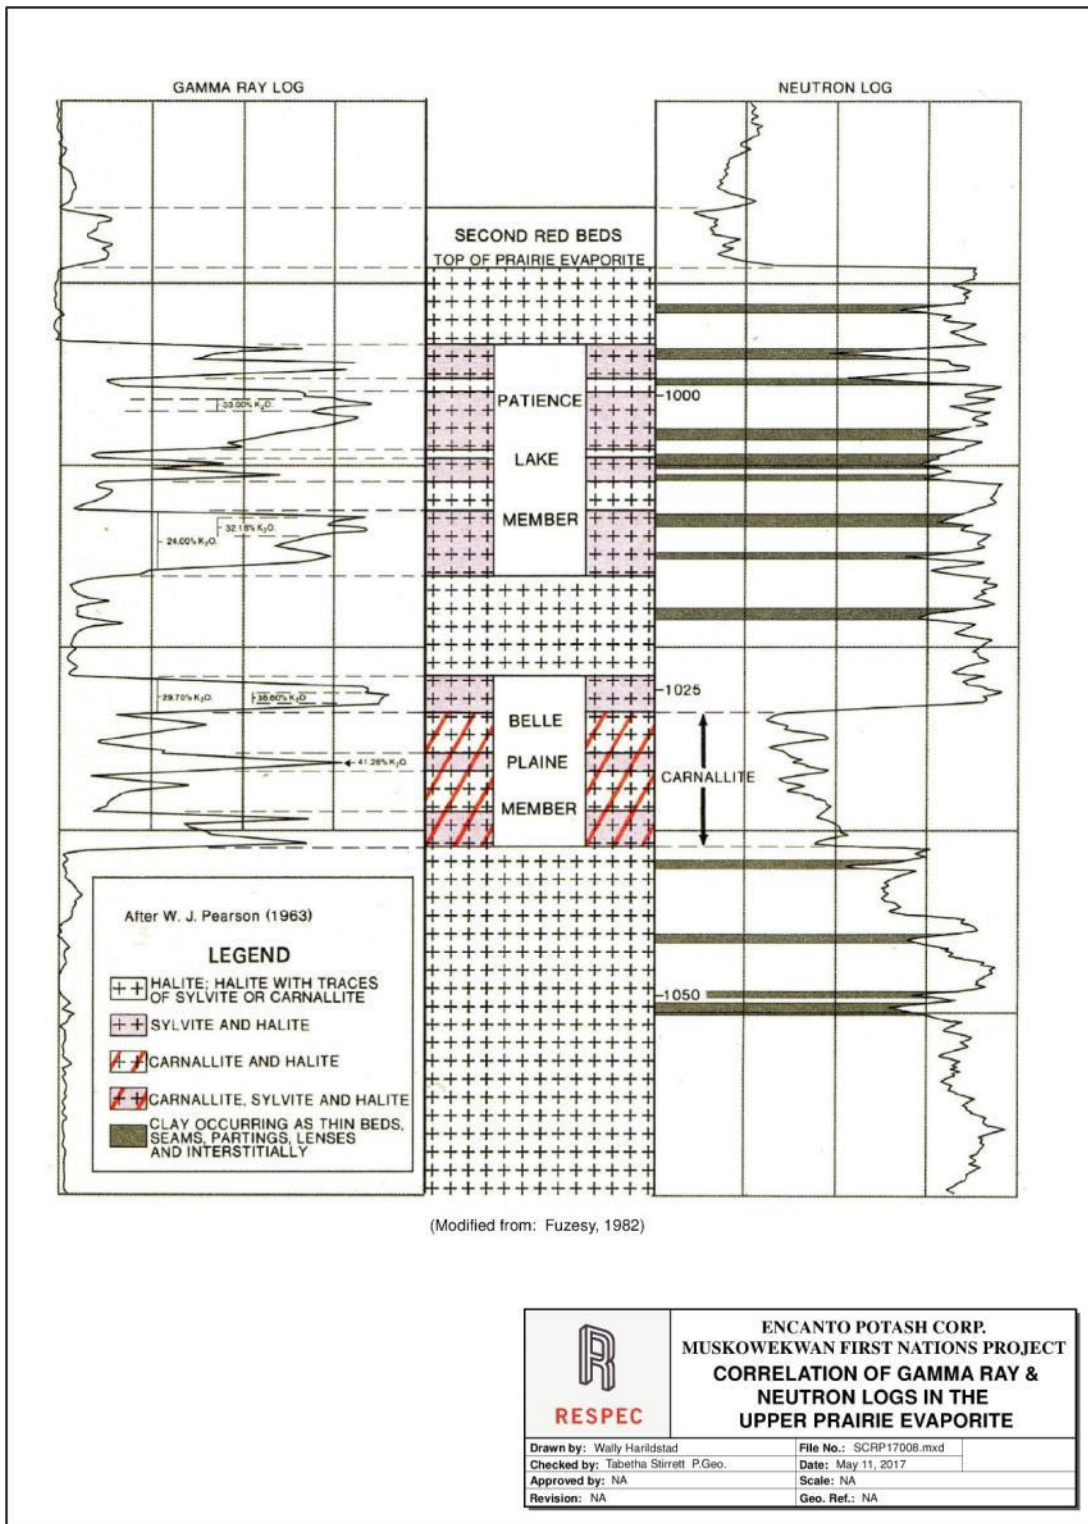 GAMMA RAY LOG
NEUTRON LOG
SECOND RED BEDS
TOP OF PRAIRIE EVAPORITE
PATIENCE
LAKE
MEMBER
1000
33.00% K₂O.
32.18% K₂O.
24.00% K₂O.
29.70% K₂O.
38.60% K₂O
41.26% K₂O.
1025
BELLE
PLAINE
MEMBER
CARNALLITE
1050
After W. J. Pearson (1963)
LEGEND
HALITE; HALITE WITH TRACES
OF SYLVITE OR CARNALLITE
SYLVITE AND HALITE
CARNALLITE AND HALITE
CARNALLITE, SYLVITE AND HALITE
CLAY OCCURRING AS THIN BEDS,
SEAMS, PARTINGS, LENSES
AND INTERSTITIALLY
(Modified from: Fuzesy, 1982)
RESPEC
ENCANTO POTASH CORP.
MUSKOWEKWAN FIRST NATIONS PROJECT
CORRELATION OF GAMMA RAY &
NEUTRON LOGS IN THE
UPPER PRAIRIE EVAPORITE
Drawn by: Wally Harildstad
File No.: SCRP17008.mxd
Checked by: Tabetha Stirrett P.Geo.
Date: May 11, 2017
Approved by: NA
Scale: NA
Revision: NA
Geo. Ref.: NA